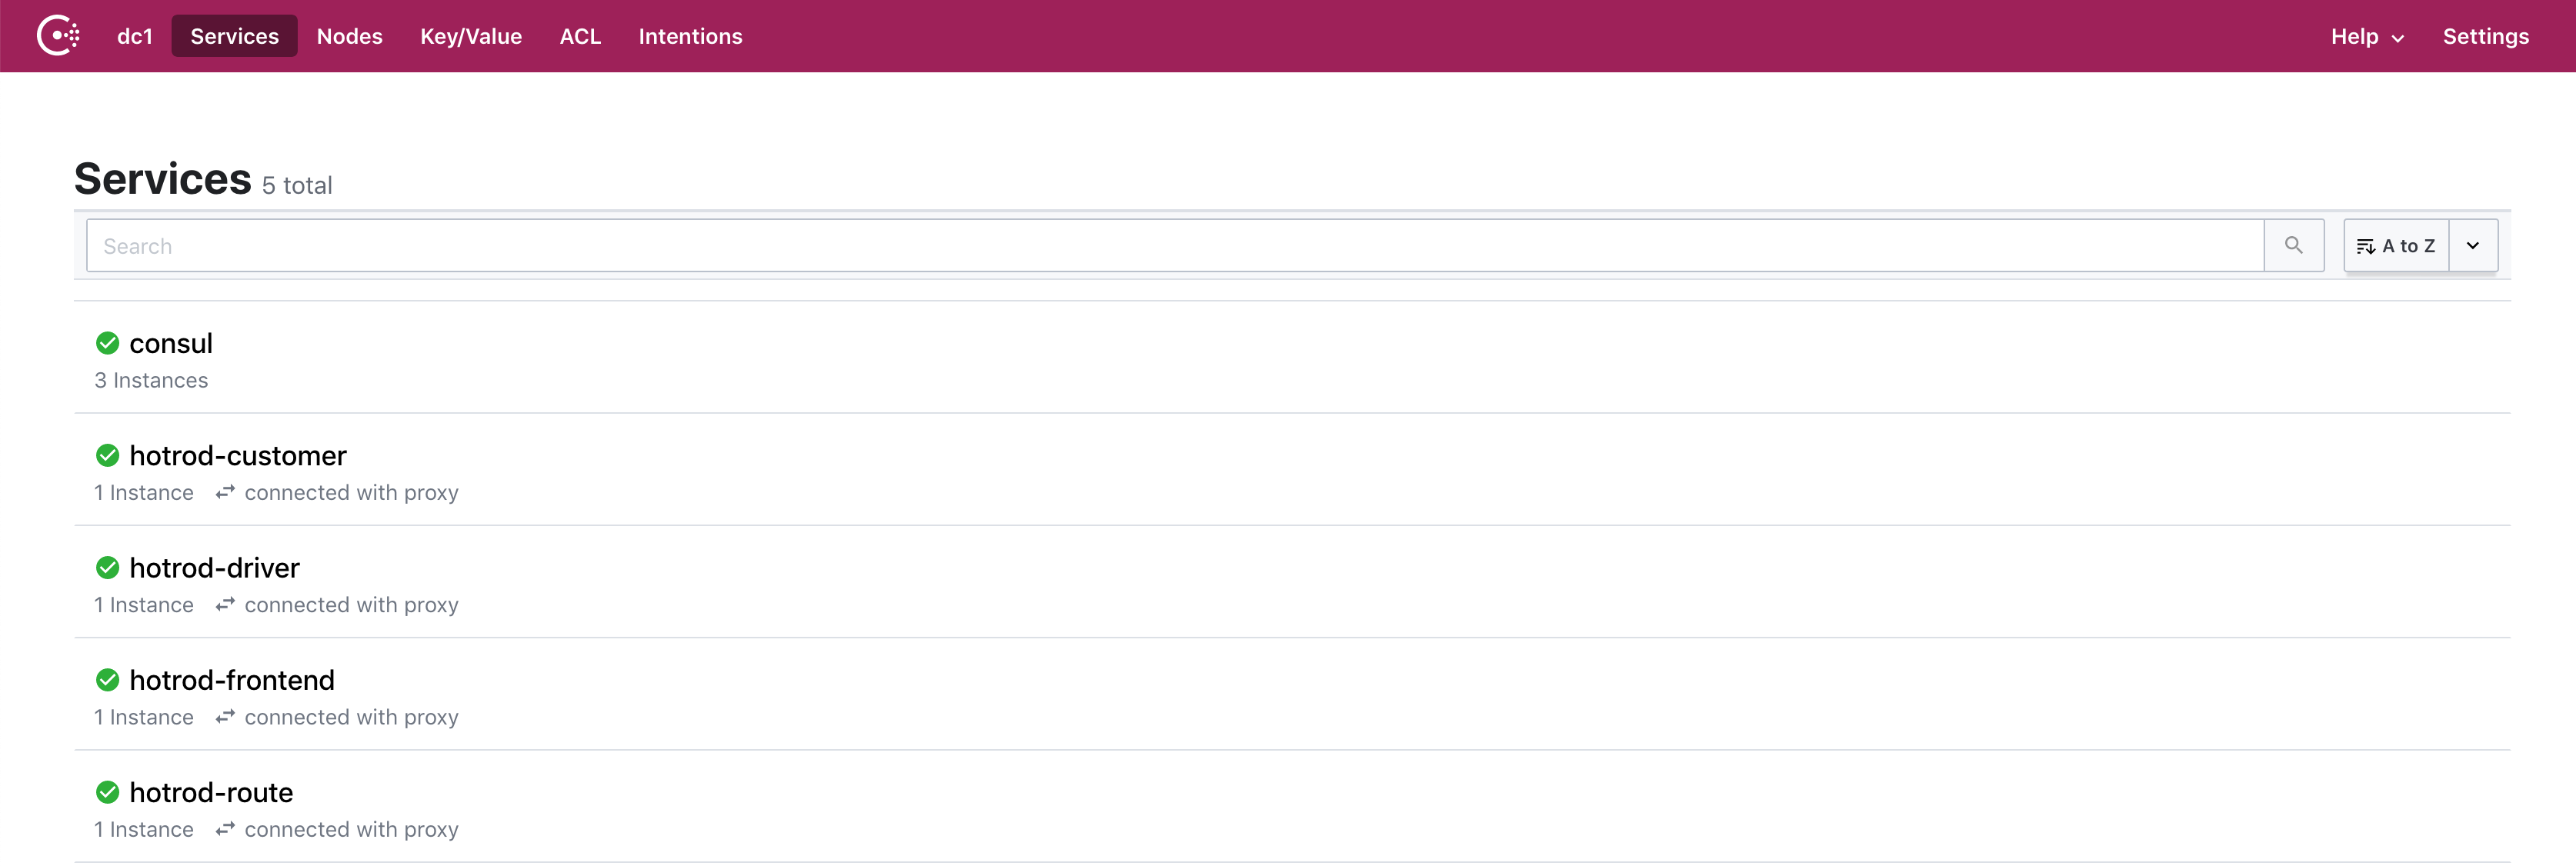 dc1 Services Nodes Key/Value ACL Intentions Help Settings
Services 5 total
Search A to Z
consul
3 Instances
hotrod-customer
1 Instance connected with proxy
hotrod-driver
1 Instance connected with proxy
hotrod-frontend
1 Instance connected with proxy
hotrod-route
1 Instance connected with proxy